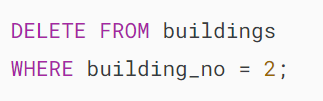 DELETE FROM buildings
WHERE building_no = 2;